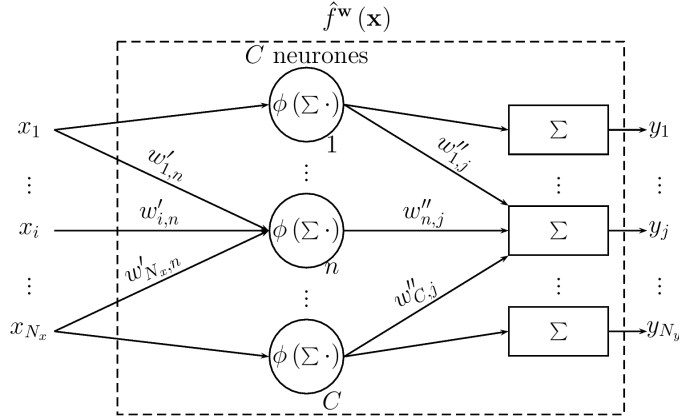 f̂^𝐰 (𝐱)
C neurones
x_1
ϕ (Σ ·)
1
Σ
y_1
w′_{1,n}
w″_{1,j}
⋮
⋮
⋮
⋮
x_i
w′_{i,n}
ϕ (Σ ·)
n
w″_{n,j}
Σ
y_j
w′_{N_x,n}
w″_{C,j}
⋮
⋮
⋮
⋮
x_{N_x}
ϕ (Σ ·)
C
Σ
y_{N_y}